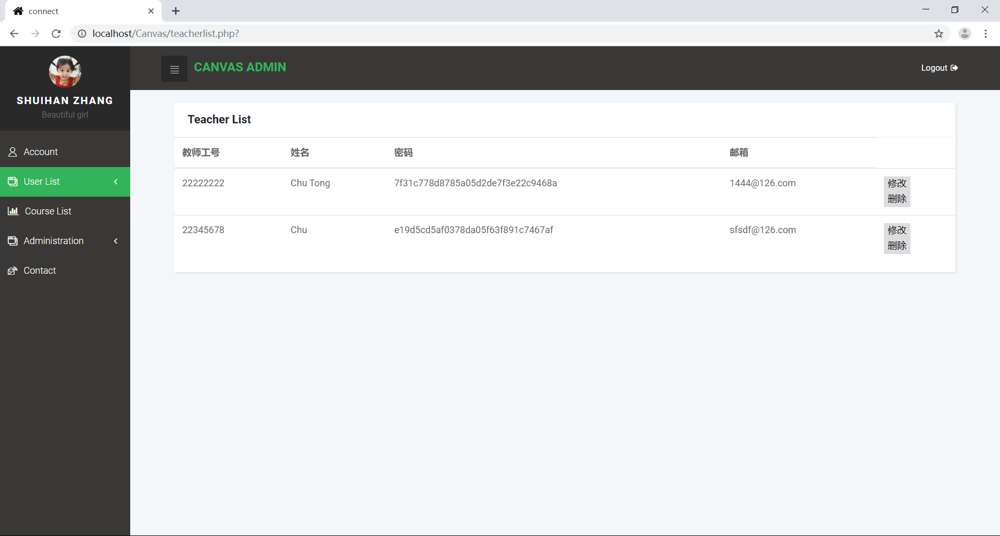 connect
localhost/Canvas/teacherlist.php?
SHUIHAN ZHANG
Beautiful girl
Account
User List
Course List
Administration
Contact
CANVAS ADMIN
Logout
Teacher List
教师工号 姓名 密码 邮箱
22222222 Chu Tong 7f31c778d8785a05d2de7f3e22c9468a 1444@126.com 修改
删除
22345678 Chu e19d5cd5af0378da05f63f891c7467af sfsdf@126.com 修改
删除